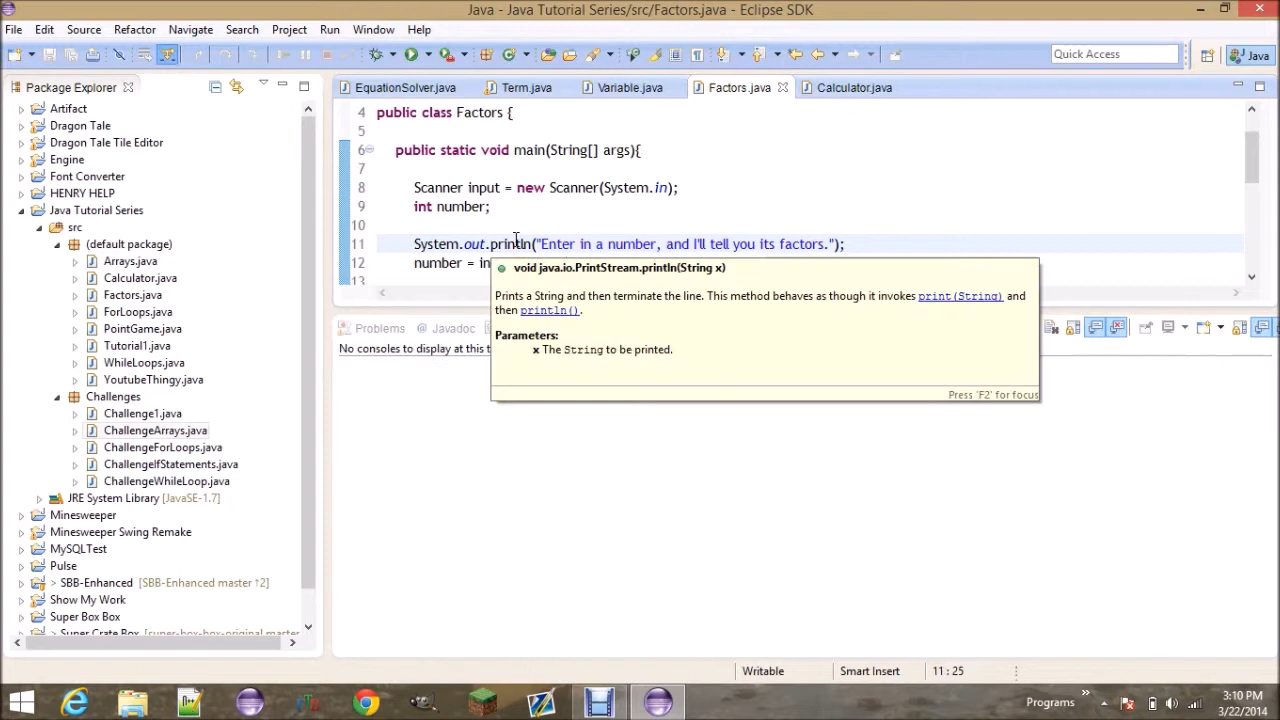 Java - Java Tutorial Series/src/Factors.java - Eclipse SDK
File Edit Source Refactor Navigate Search Project Run Window Help
Quick Access
Java
Package Explorer
EquationSolver.java Term.java Variable.java Factors.java Calculator.java
Artifact
Dragon Tale
Dragon Tale Tile Editor
Engine
Font Converter
HENRY HELP
Java Tutorial Series
src
(default package)
Arrays.java
Calculator.java
Factors.java
ForLoops.java
PointGame.java
Tutorial1.java
WhileLoops.java
YoutubeThingy.java
Challenges
Challenge1.java
ChallengeArrays.java
ChallengeForLoops.java
ChallengeIfStatements.java
ChallengeWhileLoop.java
JRE System Library [JavaSE-1.7]
Minesweeper
Minesweeper Swing Remake
MySQLTest
Pulse
> SBB-Enhanced [SBB-Enhanced master ↑2]
Show My Work
Super Box Box
> Super Crate Box [super-box-box-original master
4 public class Factors {
5
6 public static void main(String[] args){
7
8 Scanner input = new Scanner(System.in);
9 int number;
10
11 System.out.println("Enter in a number, and I'll tell you its factors.");
12 number = in
13
void java.io.PrintStream.println(String x)
Prints a String and then terminate the line. This method behaves as though it invokes print(String) and
then println().
Parameters:
x The String to be printed.
Press 'F2' for focus
Problems @ Javadoc
No consoles to display at this t
Writable Smart Insert 11 : 25
Programs
3:10 PM
3/22/2014